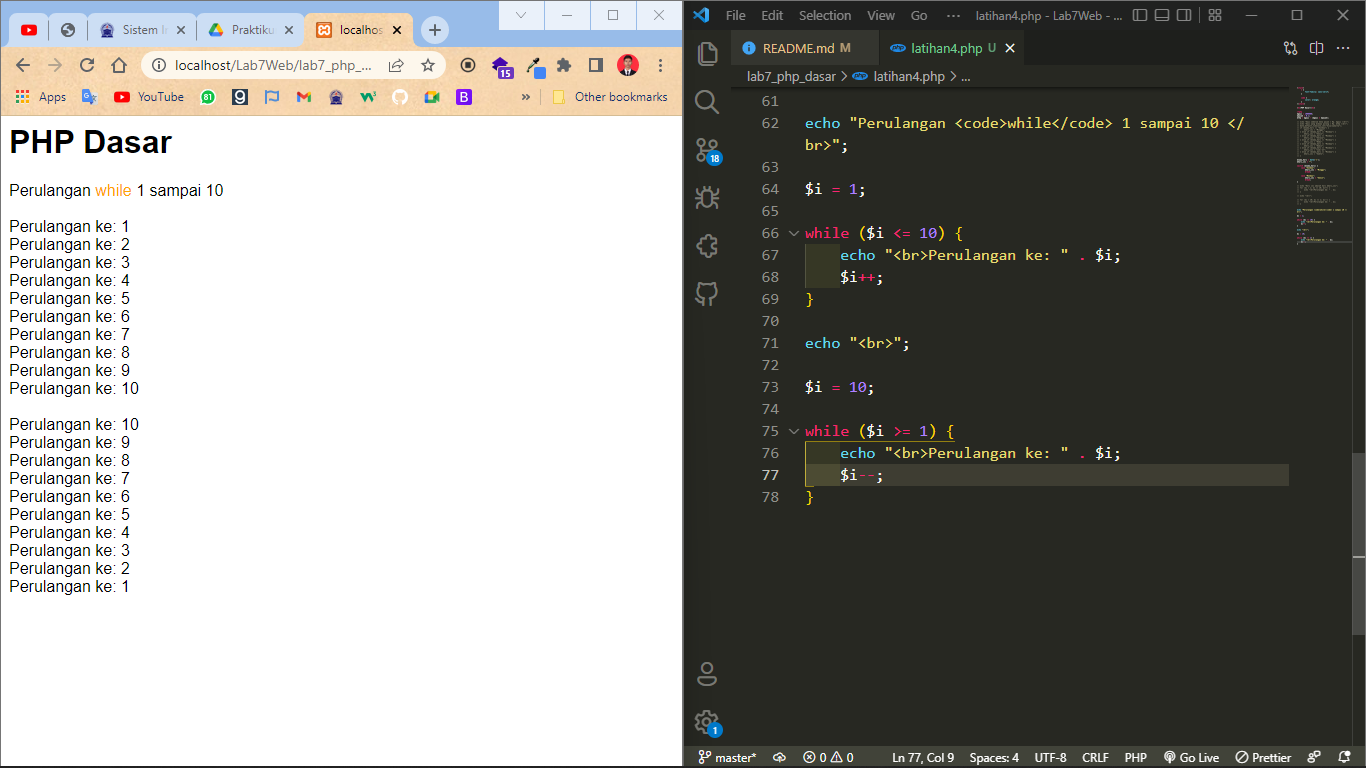 Sistem I
Praktiku
localhos
localhost/Lab7Web/lab7_php_...
15
Apps
YouTube
81
Other bookmarks
PHP Dasar
Perulangan while 1 sampai 10
Perulangan ke: 1
Perulangan ke: 2
Perulangan ke: 3
Perulangan ke: 4
Perulangan ke: 5
Perulangan ke: 6
Perulangan ke: 7
Perulangan ke: 8
Perulangan ke: 9
Perulangan ke: 10
Perulangan ke: 10
Perulangan ke: 9
Perulangan ke: 8
Perulangan ke: 7
Perulangan ke: 6
Perulangan ke: 5
Perulangan ke: 4
Perulangan ke: 3
Perulangan ke: 2
Perulangan ke: 1
File Edit Selection View Go ··· latihan4.php - Lab7Web - ...
README.md M
php latihan4.php U
lab7_php_dasar > php latihan4.php > ...
18
61
62 echo "Perulangan <code>while</code> 1 sampai 10 </
br>";
63
64 $i = 1;
65
66 while ($i <= 10) {
67 echo "<br>Perulangan ke: " . $i;
68 $i++;
69 }
70
71 echo "<br>";
72
73 $i = 10;
74
75 while ($i >= 1) {
76 echo "<br>Perulangan ke: " . $i;
77 $i--;
78 }
1
master* 0 0 Ln 77, Col 9 Spaces: 4 UTF-8 CRLF PHP Go Live Prettier